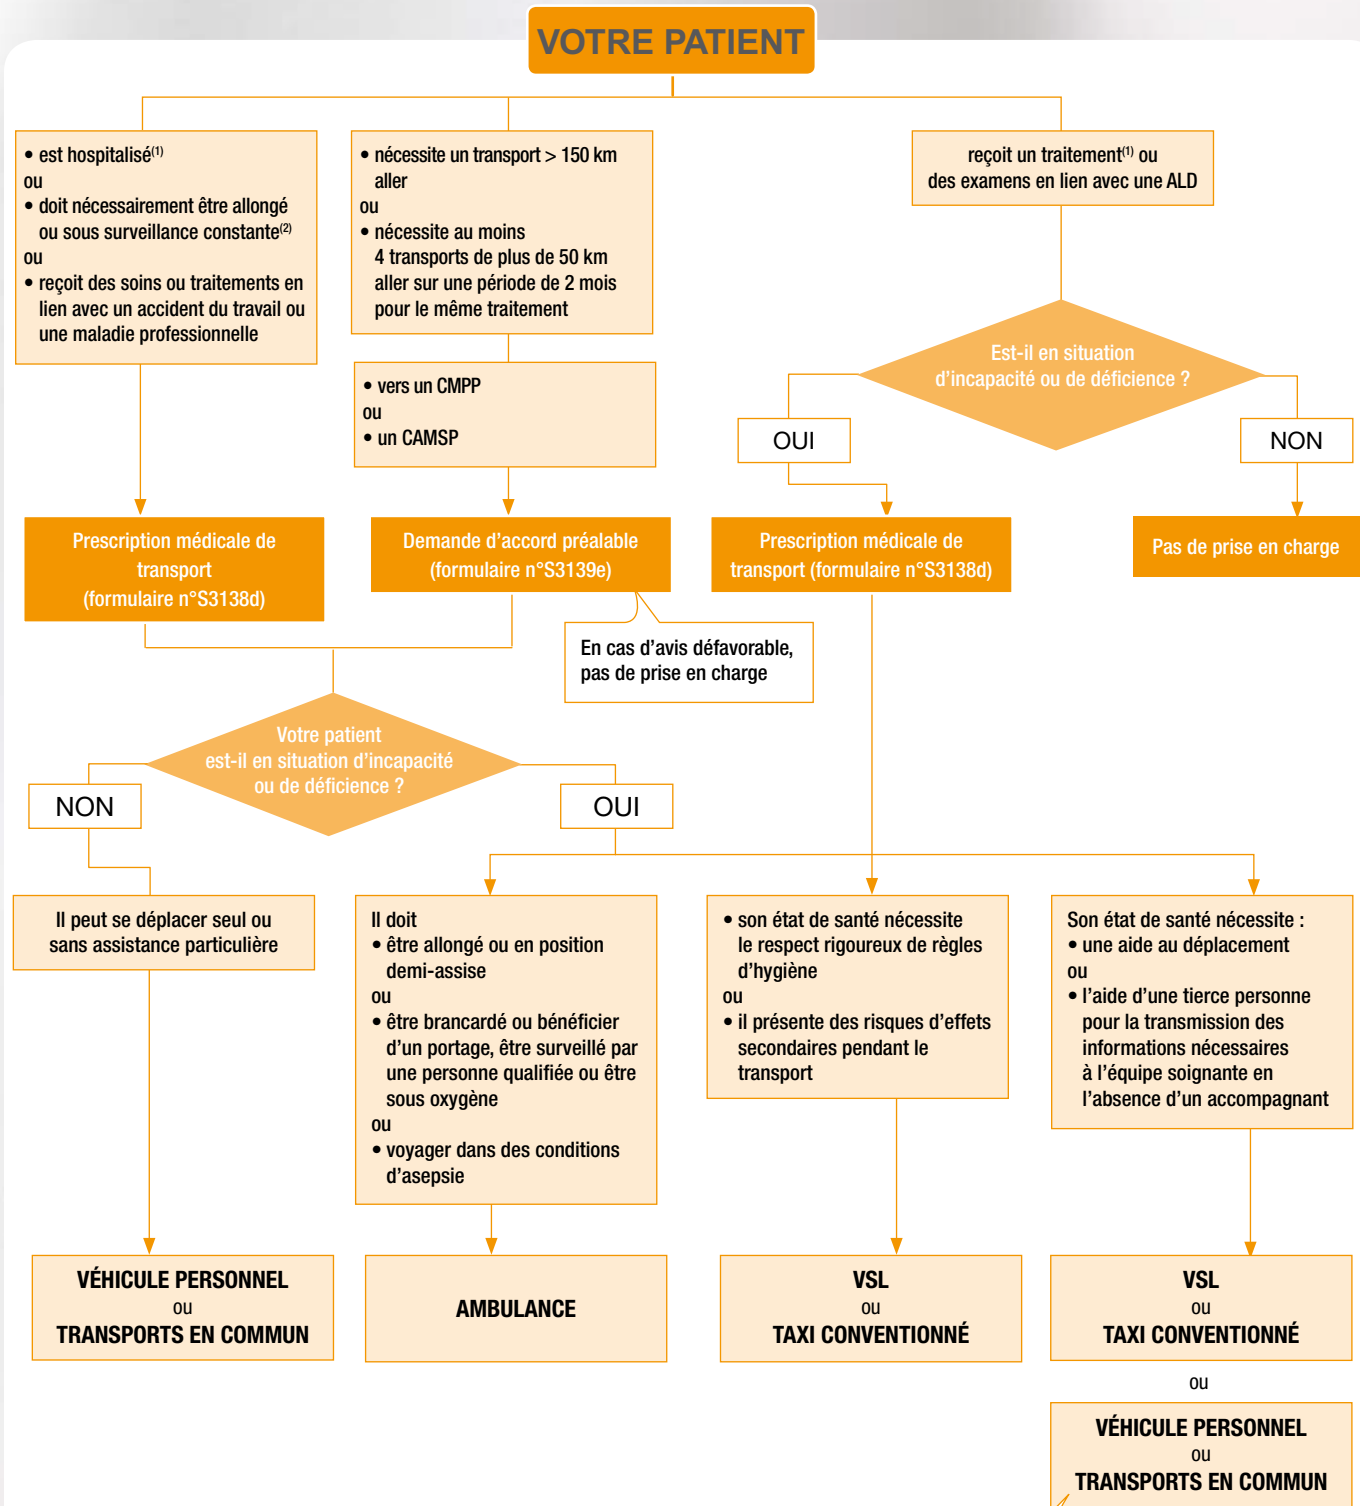 VOTRE PATIENT
• est hospitalisé(1)
ou
• doit nécessairement être allongé
ou sous surveillance constante(2)
ou
• reçoit des soins ou traitements en
lien avec un accident du travail ou
une maladie professionnelle
• nécessite un transport > 150 km
aller
ou
• nécessite au moins
4 transports de plus de 50 km
aller sur une période de 2 mois
pour le même traitement
reçoit un traitement(1) ou
des examens en lien avec une ALD
• vers un CMPP
ou
• un CAMSP
Est-il en situation
d’incapacité ou de déficience ?
OUI
NON
Prescription médicale de
transport
(formulaire n°S3138d)
Demande d’accord préalable
(formulaire n°S3139e)
Prescription médicale de
transport (formulaire n°S3138d)
Pas de prise en charge
En cas d’avis défavorable,
pas de prise en charge
Votre patient
est-il en situation d’incapacité
ou de déficience ?
NON
OUI
Il peut se déplacer seul ou
sans assistance particulière
Il doit
• être allongé ou en position
demi-assise
ou
• être brancardé ou bénéficier
d’un portage, être surveillé par
une personne qualifiée ou être
sous oxygène
ou
• voyager dans des conditions
d’asepsie
• son état de santé nécessite
le respect rigoureux de règles
d’hygiène
ou
• il présente des risques d’effets
secondaires pendant le
transport
Son état de santé nécessite :
• une aide au déplacement
ou
• l’aide d’une tierce personne
pour la transmission des
informations nécessaires
à l’équipe soignante en
l’absence d’un accompagnant
VÉHICULE PERSONNEL
ou
TRANSPORTS EN COMMUN
AMBULANCE
VSL
ou
TAXI CONVENTIONNÉ
VSL
ou
TAXI CONVENTIONNÉ
ou
VÉHICULE PERSONNEL
ou
TRANSPORTS EN COMMUN